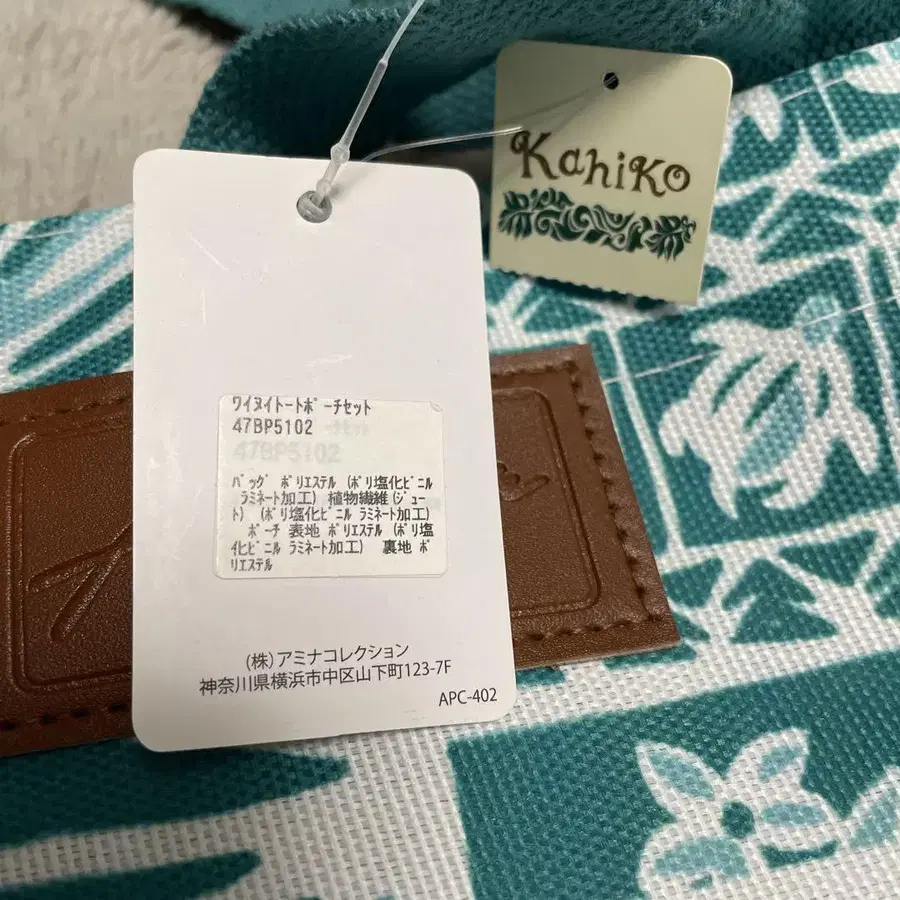 Kahiko
ワイヌイトートポーチセット
47BP5102
47BP5102
バッグ ポリエステル (ポリ塩化ビニル
ラミネート加工) 植物繊維(ジュー
ト) (ポリ塩化ビニル ラミネート加工)
ポーチ 表地 ポリエステル (ポリ塩
化ビニル ラミネート加工) 裏地 ポ
リエステル
(株)アミナコレクション
神奈川県横浜市中区山下町123-7F
APC-402